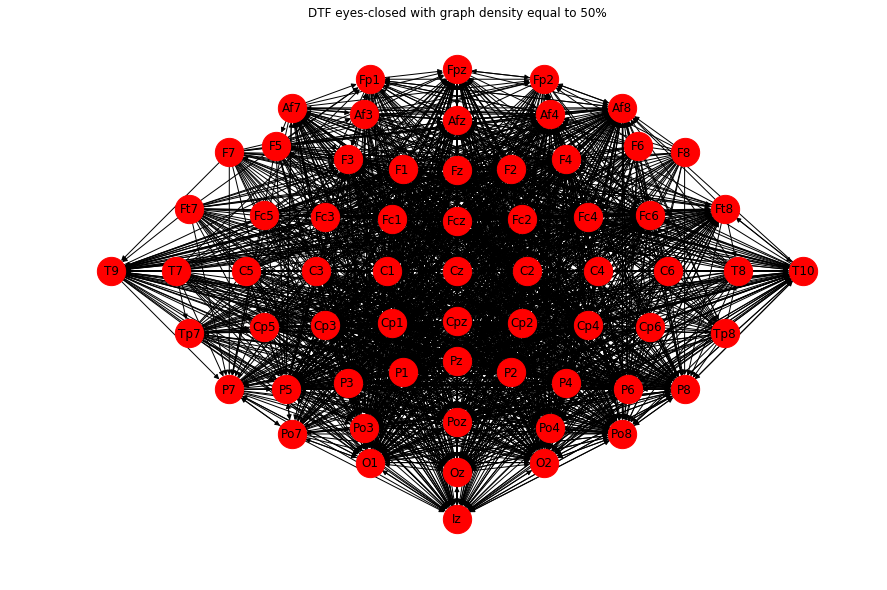 DTF eyes-closed with graph density equal to 50%
Fpz
Fp1 Fp2
Af7 Af8
Af3 Af4
Afz
F5 F6
F7 F8
F3 F4
F1 Fz F2
Ft7 Ft8
Fc5 Fc3 Fc1 Fcz Fc2 Fc4 Fc6
T9 T7 C5 C3 C1 Cz C2 C4 C6 T8 T10
Cp5 Cp3 Cp1 Cpz Cp2 Cp4 Cp6
Tp7 Tp8
Pz
P1 P2
P7 P5 P3 P4 P6 P8
Poz
Po7 Po3 Po4 Po8
O1 Oz O2
Iz